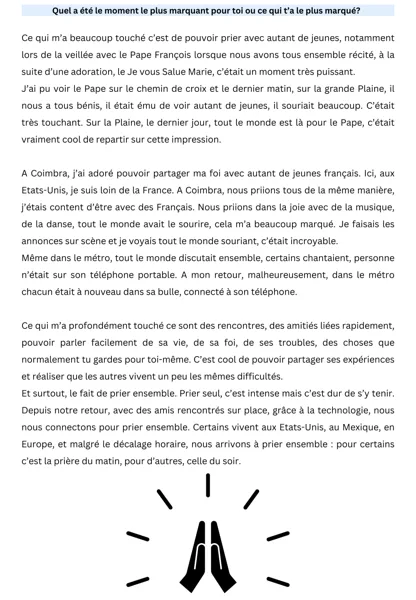 Quel a été le moment le plus marquant pour toi ou ce qui t'a le plus marqué?
Ce qui m'a beaucoup touché c'est de pouvoir prier avec autant de jeunes, notamment
lors de la veillée avec le Pape François lorsque nous avons tous ensemble récité, à la
suite d'une adoration, le Je vous Salue Marie, c'était un moment très puissant.
J'ai pu voir le Pape sur le chemin de croix et le dernier matin, sur la grande Plaine, il
nous a tous bénis, il était ému de voir autant de jeunes, il souriait beaucoup. C'était
très touchant. Sur la Plaine, le dernier jour, tout le monde est là pour le Pape, c'était
vraiment cool de repartir sur cette impression.
A Coimbra, j'ai adoré pouvoir partager ma foi avec autant de jeunes français. Ici, aux
Etats-Unis, je suis loin de la France. A Coimbra, nous priions tous de la même manière,
j'étais content d'être avec des Français. Nous priions dans la joie avec de la musique,
de la danse, tout le monde avait le sourire, cela m'a beaucoup marqué. Je faisais les
annonces sur scène et je voyais tout le monde souriant, c'était incroyable.
Même dans le métro, tout le monde discutait ensemble, certains chantaient, personne
n'était sur son téléphone portable. A mon retour, malheureusement, dans le métro
chacun était à nouveau dans sa bulle, connecté à son téléphone.
Ce qui m'a profondément touché ce sont des rencontres, des amitiés liées rapidement,
pouvoir parler facilement de sa vie, de sa foi, de ses troubles, des choses que
normalement tu gardes pour toi-même. C'est cool de pouvoir partager ses expériences
et réaliser que les autres vivent un peu les mêmes difficultés.
Et surtout, le fait de prier ensemble. Prier seul, c'est intense mais c'est dur de s'y tenir.
Depuis notre retour, avec des amis rencontrés sur place, grâce à la technologie, nous
nous connectons pour prier ensemble. Certains vivent aux Etats-Unis, au Mexique, en
Europe, et malgré le décalage horaire, nous arrivons à prier ensemble : pour certains
c'est la prière du matin, pour d'autres, celle du soir.